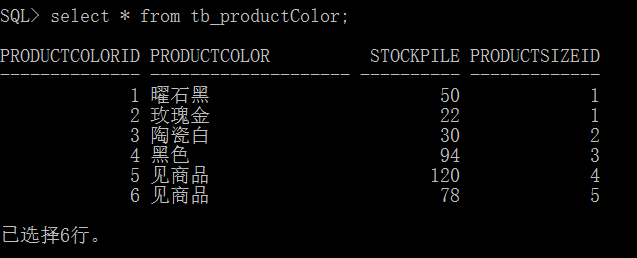 SQL> select * from tb_productColor;
PRODUCTCOLORID PRODUCTCOLOR STOCKPILE PRODUCTSIZEID
-------------- -------------------- ---------- -------------
1 曜石黑 50 1
2 玫瑰金 22 1
3 陶瓷白 30 2
4 黑色 94 3
5 见商品 120 4
6 见商品 78 5
已选择6行。